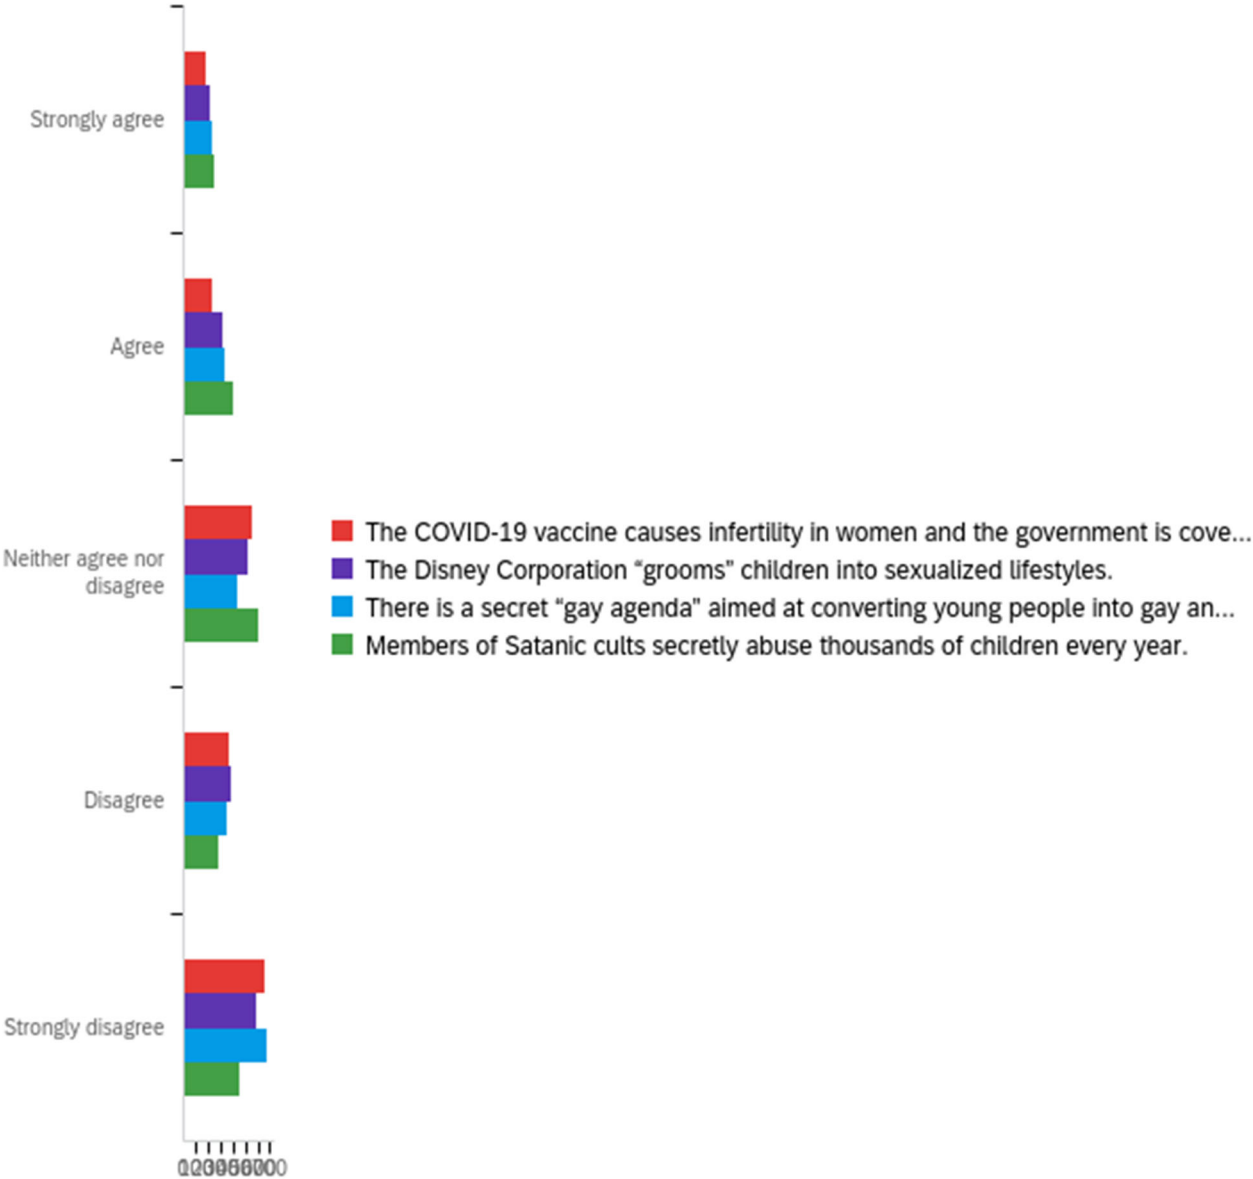 Strongly agree
Agree
Neither agree nor
disagree
The COVID-19 vaccine causes infertility in women and the government is cove...
The Disney Corporation “grooms” children into sexualized lifestyles.
There is a secret “gay agenda” aimed at converting young people into gay an...
Members of Satanic cults secretly abuse thousands of children every year.
Disagree
Strongly disagree